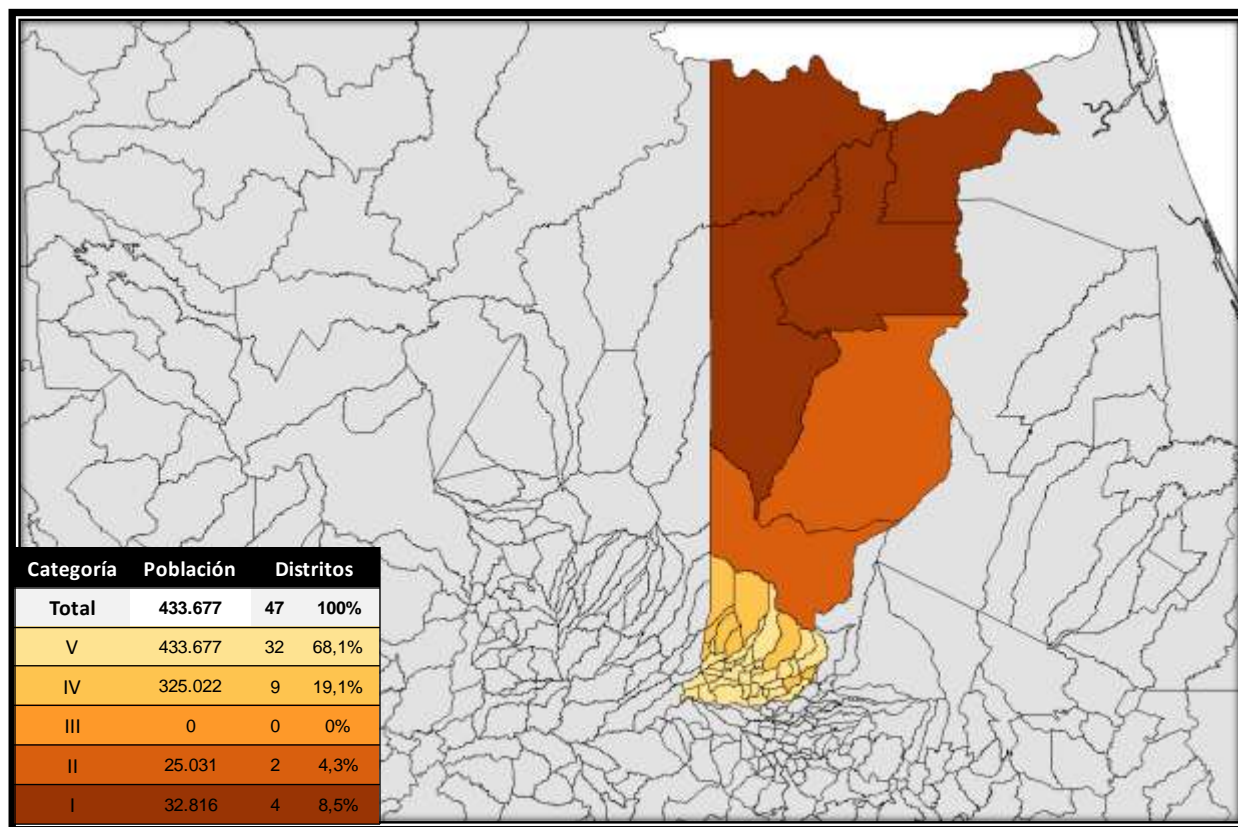 Categoría Población Distritos
Total 433.677 47 100%
V 433.677 32 68,1%
IV 325.022 9 19,1%
III 0 0 0%
II 25.031 2 4,3%
I 32.816 4 8,5%